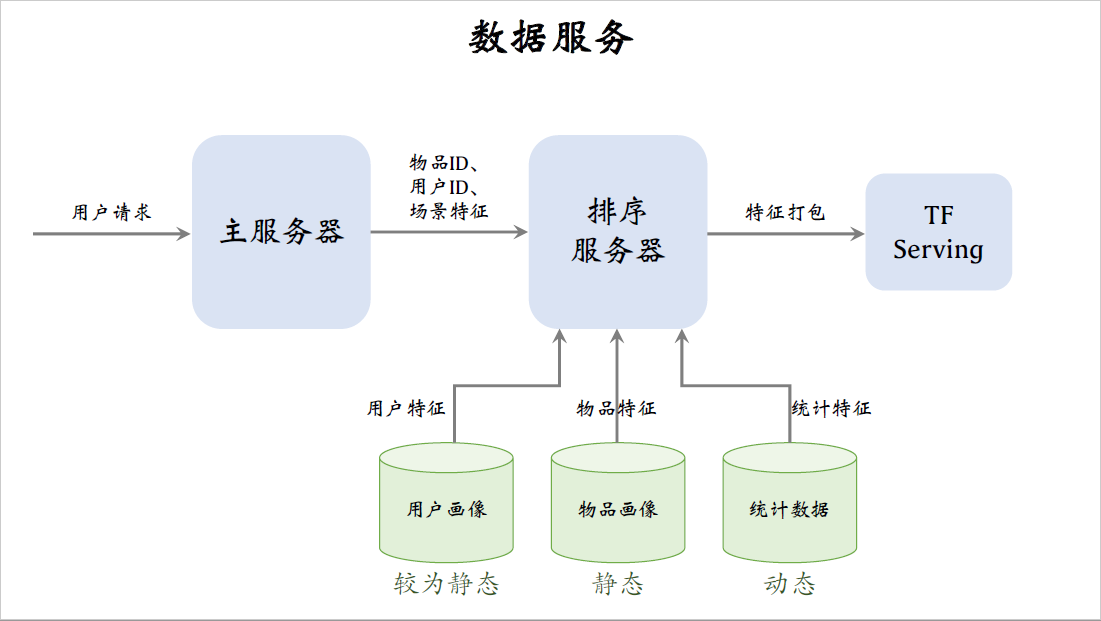 数据服务
用户请求
主服务器
物品ID、
用户ID、
场景特征
排序
服务器
特征打包
TF
Serving
用户特征
物品特征
统计特征
用户画像
物品画像
统计数据
较为静态
静态
动态